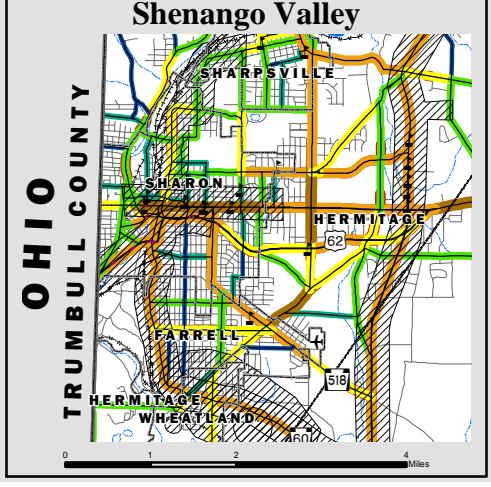 Shenango Valley
SHARPSVILLE
OHIO
TRUMBULL COUNTY
SHARON
HERMITAGE
62
FARRELL
518
HERMITAGE
WHEATLAND
60
0 1 2 4
Miles